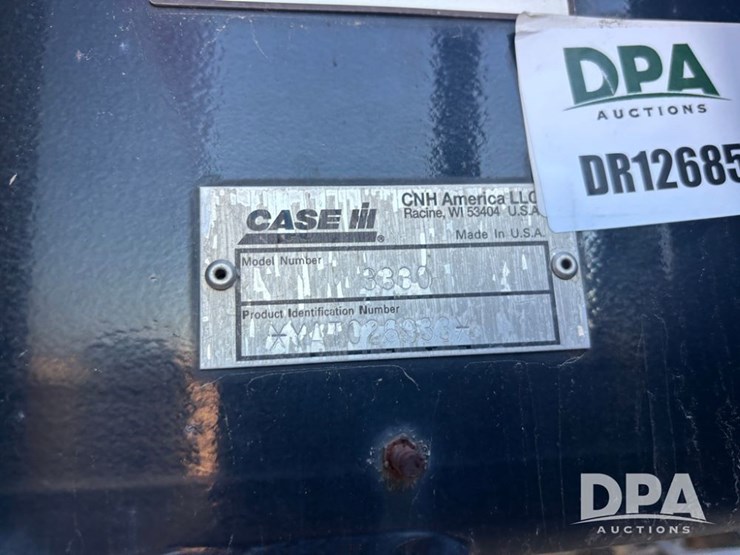 DPA
AUCTIONS
DR12685
CASE IH
CNH America LLC
Racine, WI 53404 U.S.A.
Made in U.S.A.
Model Number
Product Identification Number
DPA
AUCTIONS